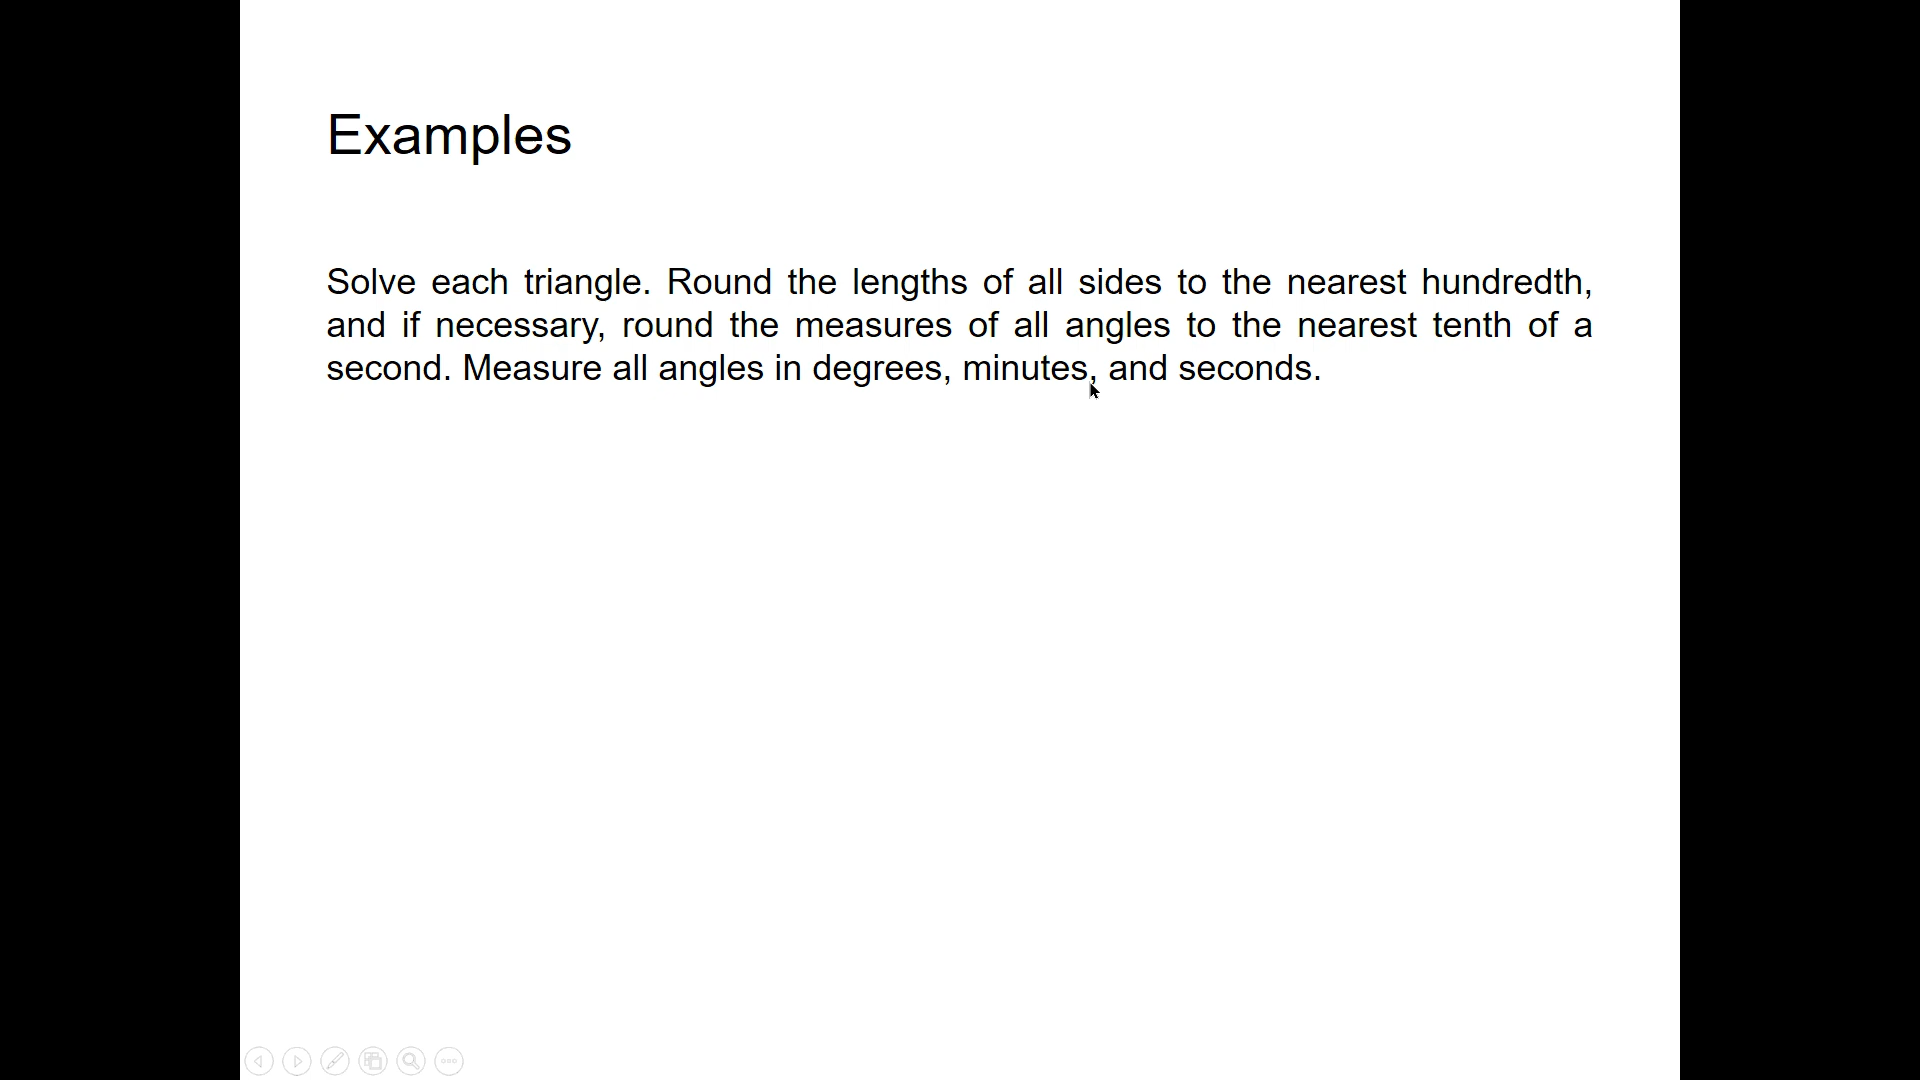 Examples
Solve each triangle. Round the lengths of all sides to the nearest hundredth,
and if necessary, round the measures of all angles to the nearest tenth of a
second. Measure all angles in degrees, minutes, and seconds.